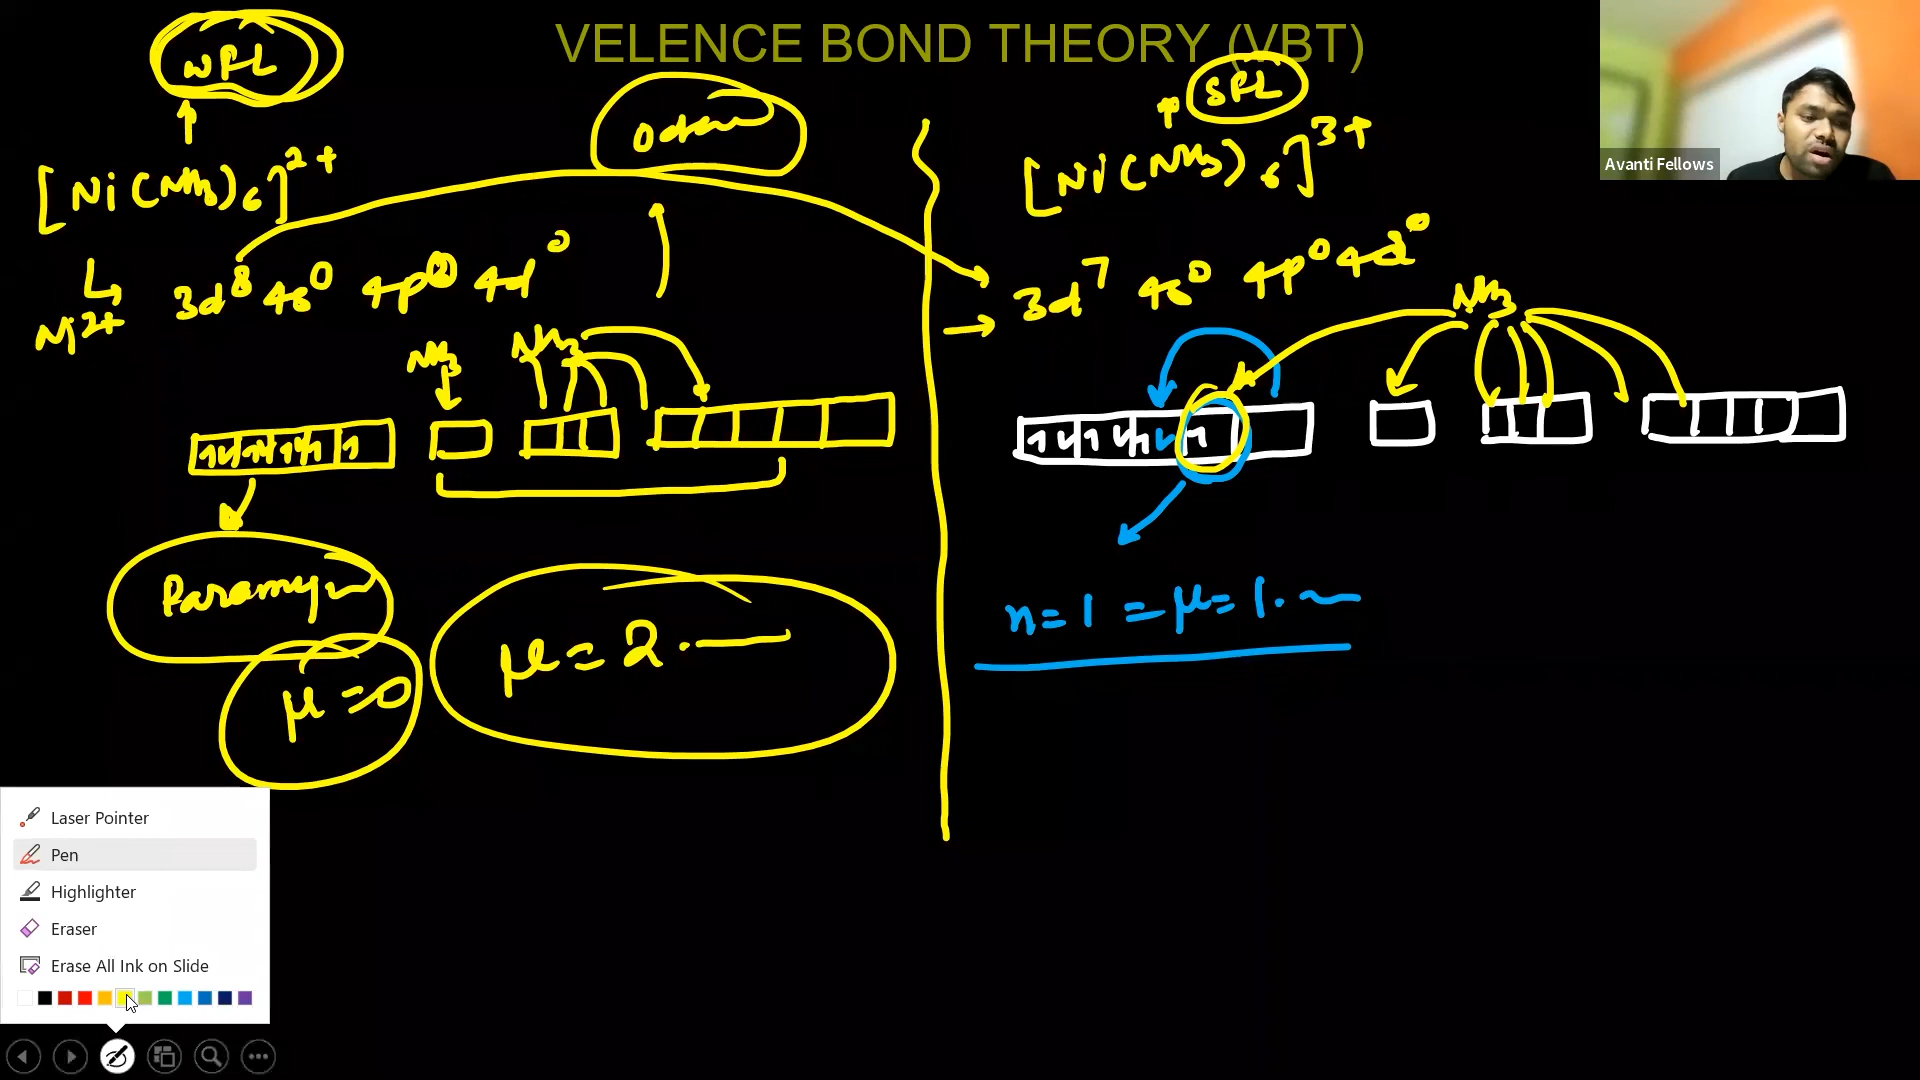 VELENCE BOND THEORY (VBT)
WFL
[Ni(NH3)6]2+
Ni2+ 3d8 4s0 4p0 4d0
NH3 NH3
μ=0
μ=2.
SFL
[Ni(NH3)6]3+
3d7 4s0 4p0 4d0
NH3
n=1 = μ=1.
Avanti Fellows
Laser Pointer
Pen
Highlighter
Eraser
Erase All Ink on Slide